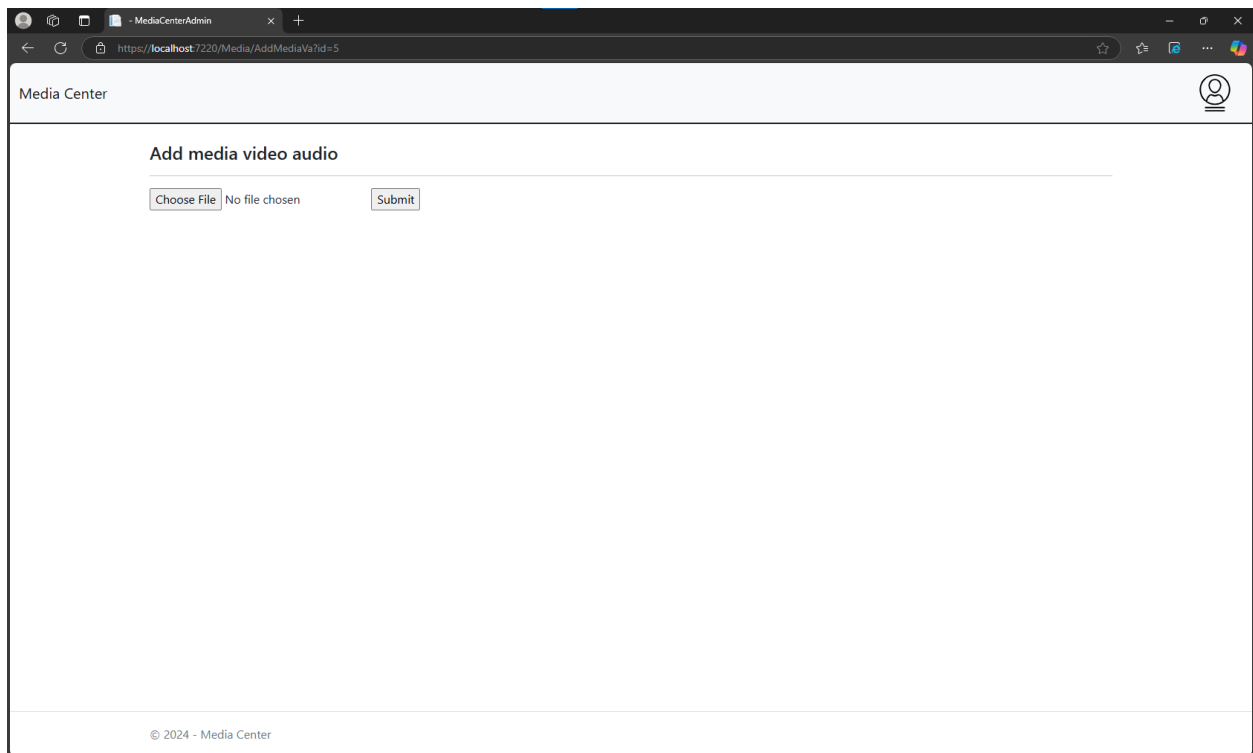 - MediaCenterAdmin
https://localhost:7220/Media/AddMediaVa?id=5
Media Center
Add media video audio
Choose File No file chosen Submit
© 2024 - Media Center